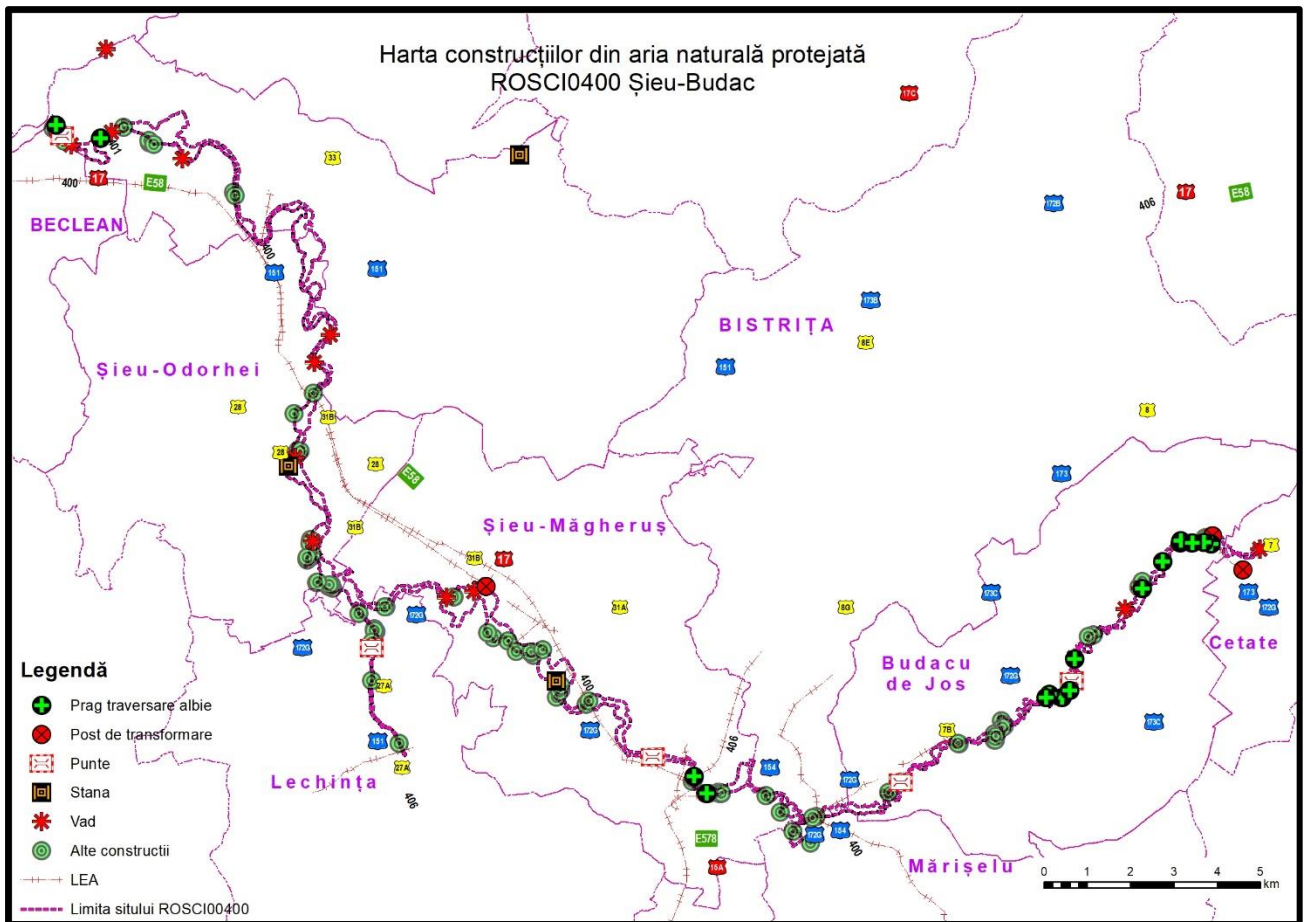 Harta construcțiilor din aria naturală protejată
ROSCI0400 Șieu-Budac
17C
401
33
400
17
E58
172B
406
17
E58
BECLEAN
400
151
151
173B
BISTRIȚA
8E
Șieu-Odorhei
151
28
31B
8
28
28
E58
173
31B
Șieu-Măgheruș
31B
17
7
173C
173
172G
172G
31A
8G
172G
Cetate
Budacu
de Jos
172G
27A
400
173C
172G
7B
151
27A
406
154
172G
Lechința
406
E578
172G
154
400
15A
Mărișelu
Legendă
Prag traversare albie
Post de transformare
Punte
Stana
Vad
Alte constructii
LEA
Limita sitului ROSCI00400
0 1 2 3 4 5
km